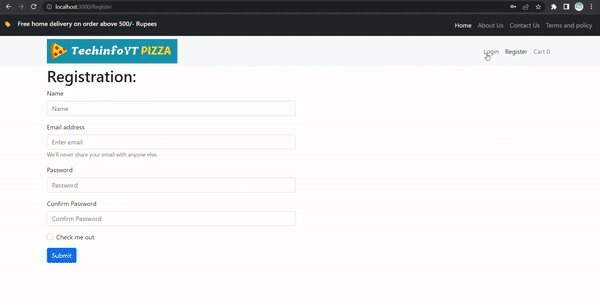 localhost:3000/Register
Free home delivery on order above 500/- Rupees
Home About Us Contact Us Terms and policy
TechinfoYT PIZZA
Login Register Cart 0
Registration:
Name
Name
Email address
Enter email
We'll never share your email with anyone else.
Password
Password
Confirm Password
Confirm Password
Check me out
Submit